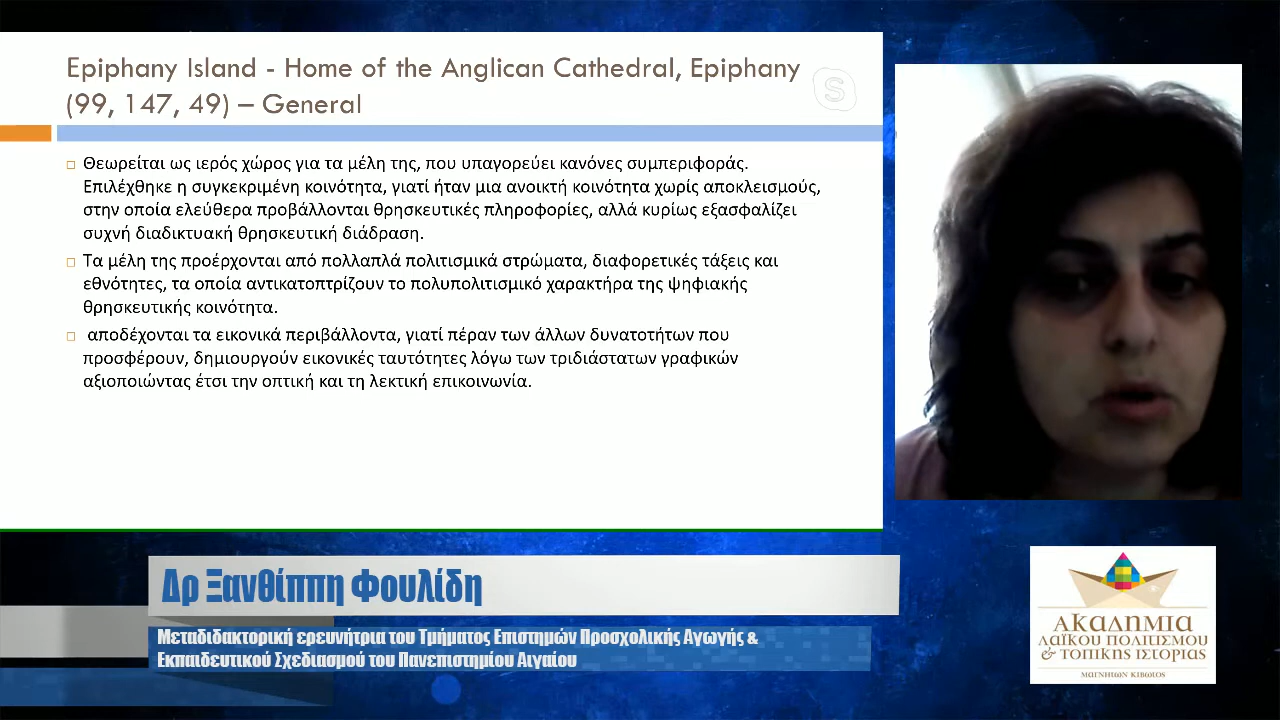 Epiphany Island - Home of the Anglican Cathedral, Epiphany
(99, 147, 49) – General
Θεωρείται ως ιερός χώρος για τα μέλη της, που υπαγορεύει κανόνες συμπεριφοράς.
Επιλέχθηκε η συγκεκριμένη κοινότητα, γιατί ήταν μια ανοικτή κοινότητα χωρίς αποκλεισμούς,
στην οποία ελεύθερα προβάλλονται θρησκευτικές πληροφορίες, αλλά κυρίως εξασφαλίζει
συχνή διαδικτυακή θρησκευτική διάδραση.
Τα μέλη της προέρχονται από πολλαπλά πολιτισμικά στρώματα, διαφορετικές τάξεις και
εθνότητες, τα οποία αντικατοπτρίζουν το πολυπολιτισμικό χαρακτήρα της ψηφιακής
θρησκευτικής κοινότητα.
αποδέχονται τα εικονικά περιβάλλοντα, γιατί πέραν των άλλων δυνατοτήτων που
προσφέρουν, δημιουργούν εικονικές ταυτότητες λόγω των τριδιάστατων γραφικών
αξιοποιώντας έτσι την οπτική και τη λεκτική επικοινωνία.
Δρ Ξανθίππη Φουλίδη
Μεταδιδακτορική ερευνήτρια του Τμήματος Επιστημών Προσχολικής Αγωγής &
Εκπαιδευτικού Σχεδιασμού του Πανεπιστημίου Αιγαίου
ΑΚΑΔΗΜΙΑ
ΛΑΪΚΟΥ ΠΟΛΙΤΙΣΜΟΥ
& ΤΟΠΙΚΗΣ ΙΣΤΟΡΙΑΣ
ΜΑΓΝΗΤΩΝ ΚΙΒΩΤΟΣ